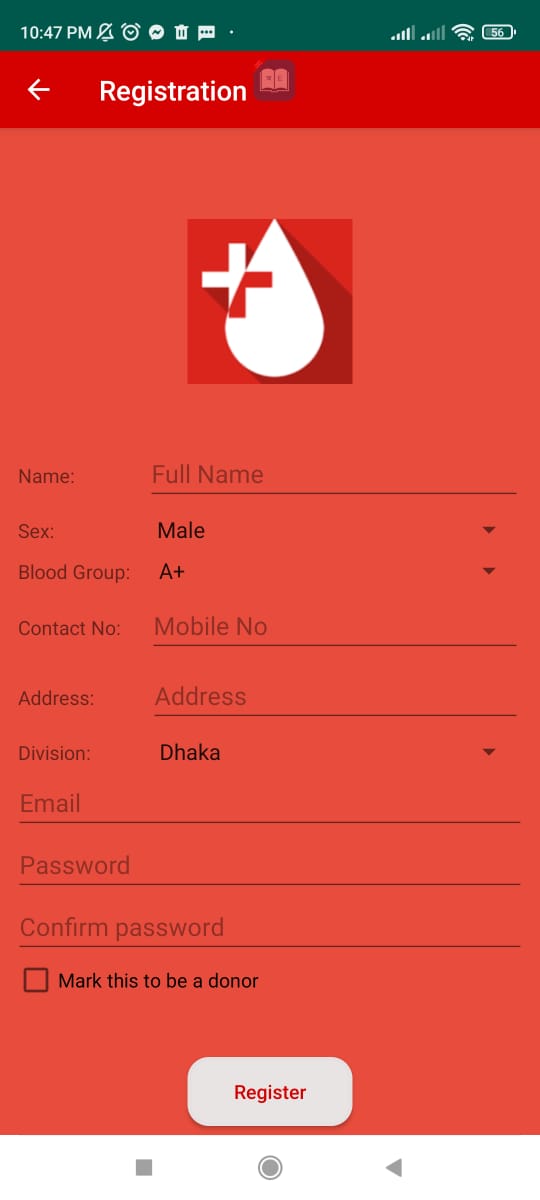 10:47 PM
56
Registration
Name: Full Name
Sex: Male
Blood Group: A+
Contact No: Mobile No
Address: Address
Division: Dhaka
Email
Password
Confirm password
Mark this to be a donor
Register